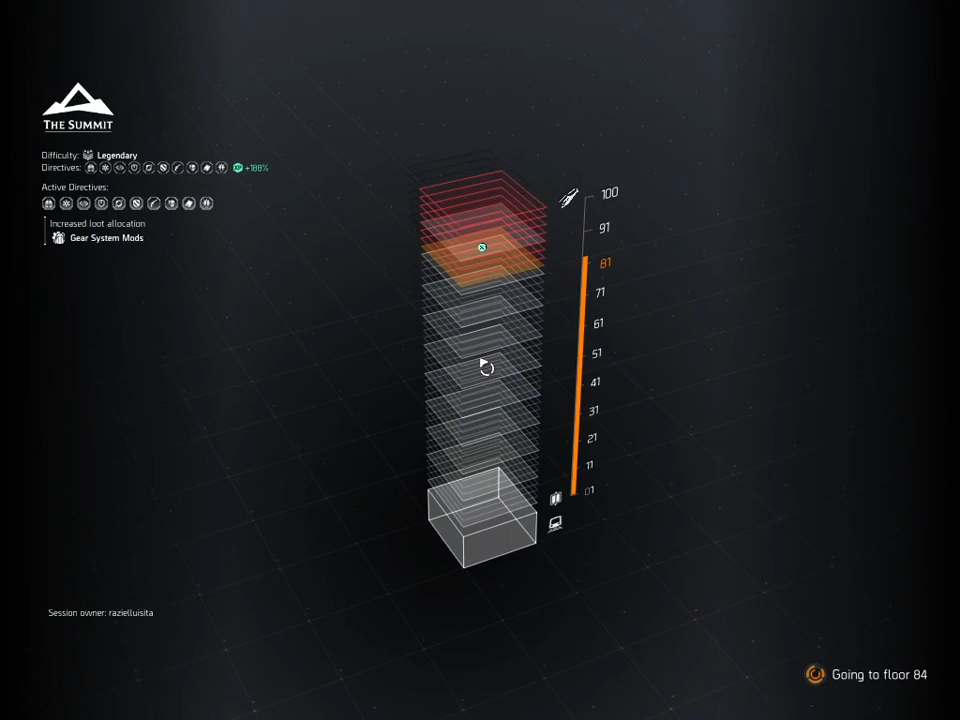 THE SUMMIT
Difficulty: Legendary
Directives: XP +188%
Active Directives:
Increased loot allocation
Gear System Mods
100
91
81
71
61
51
41
31
21
11
01
Session owner: razielluisita
Going to floor 84